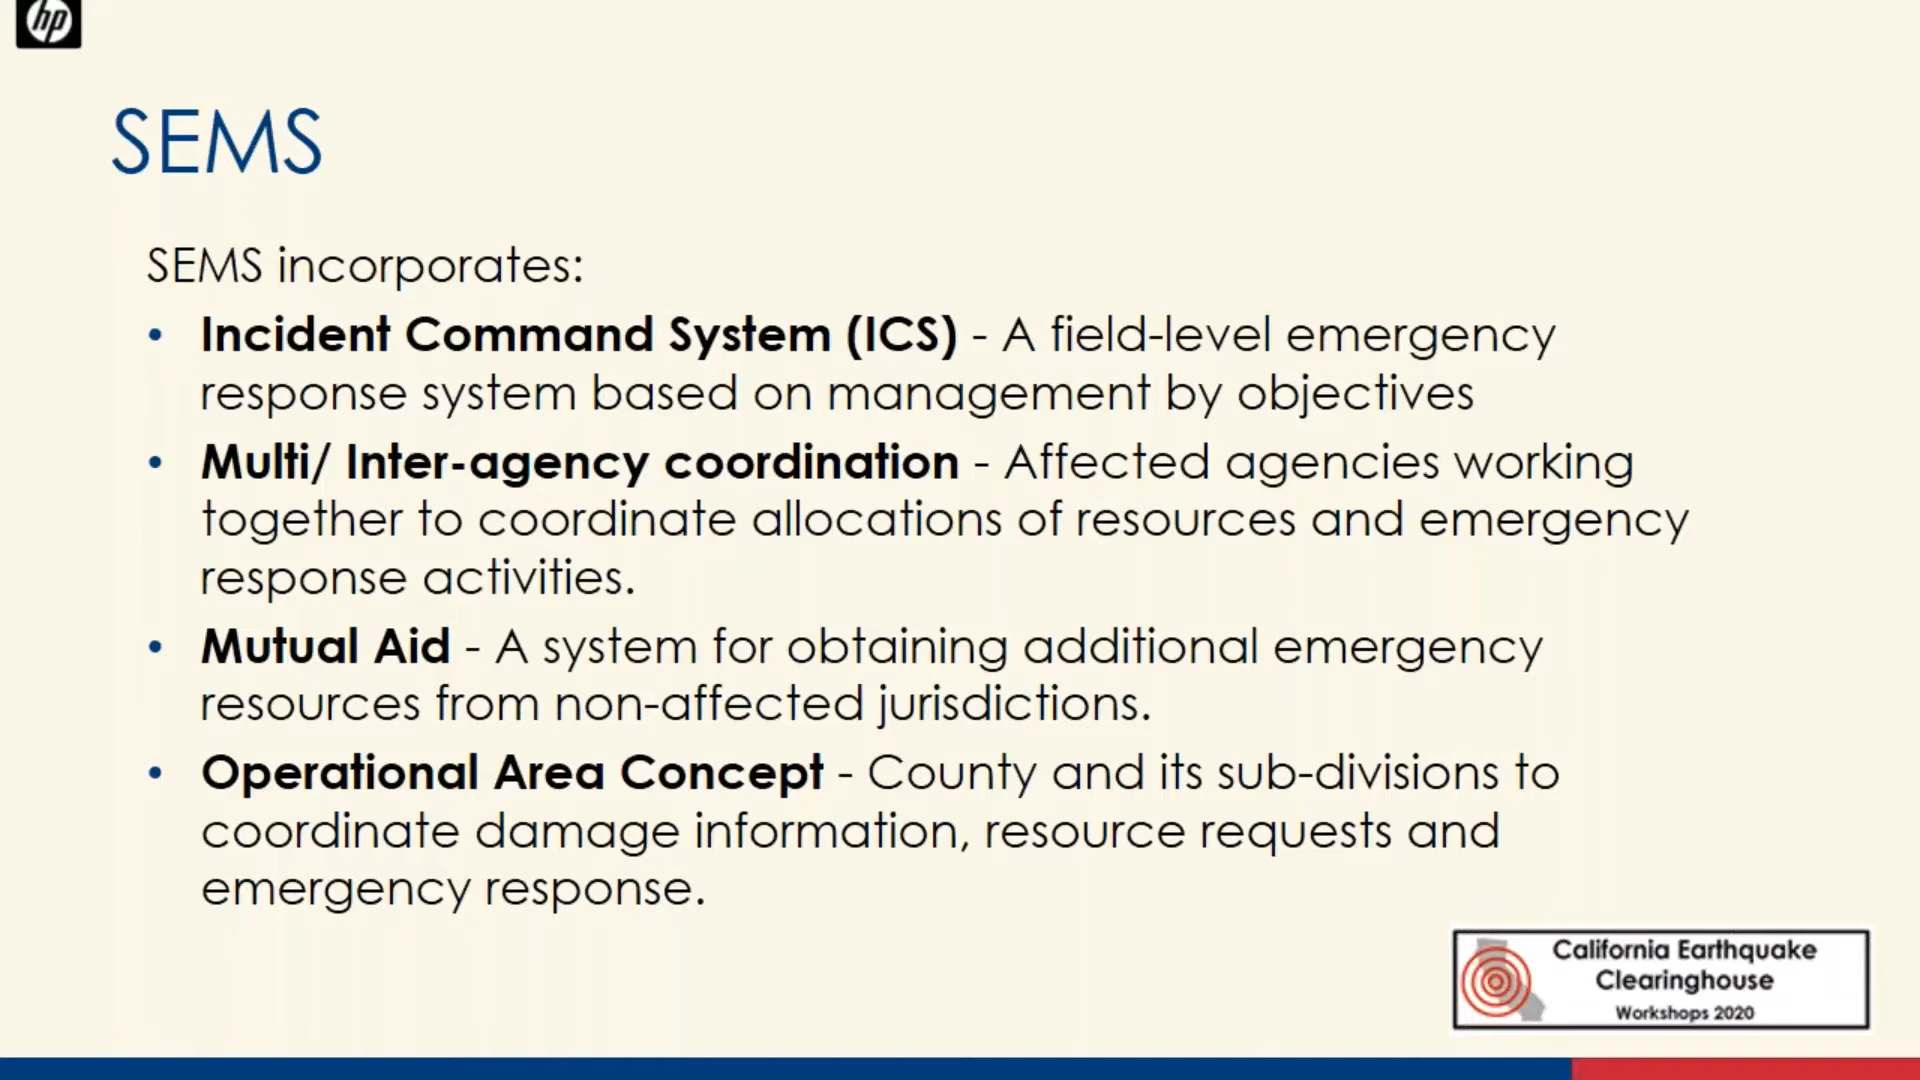 hp
SEMS
SEMS incorporates:
• Incident Command System (ICS) - A field-level emergency
response system based on management by objectives
• Multi/ Inter-agency coordination - Affected agencies working
together to coordinate allocations of resources and emergency
response activities.
• Mutual Aid - A system for obtaining additional emergency
resources from non-affected jurisdictions.
• Operational Area Concept - County and its sub-divisions to
coordinate damage information, resource requests and
emergency response.
California Earthquake
Clearinghouse
Workshops 2020